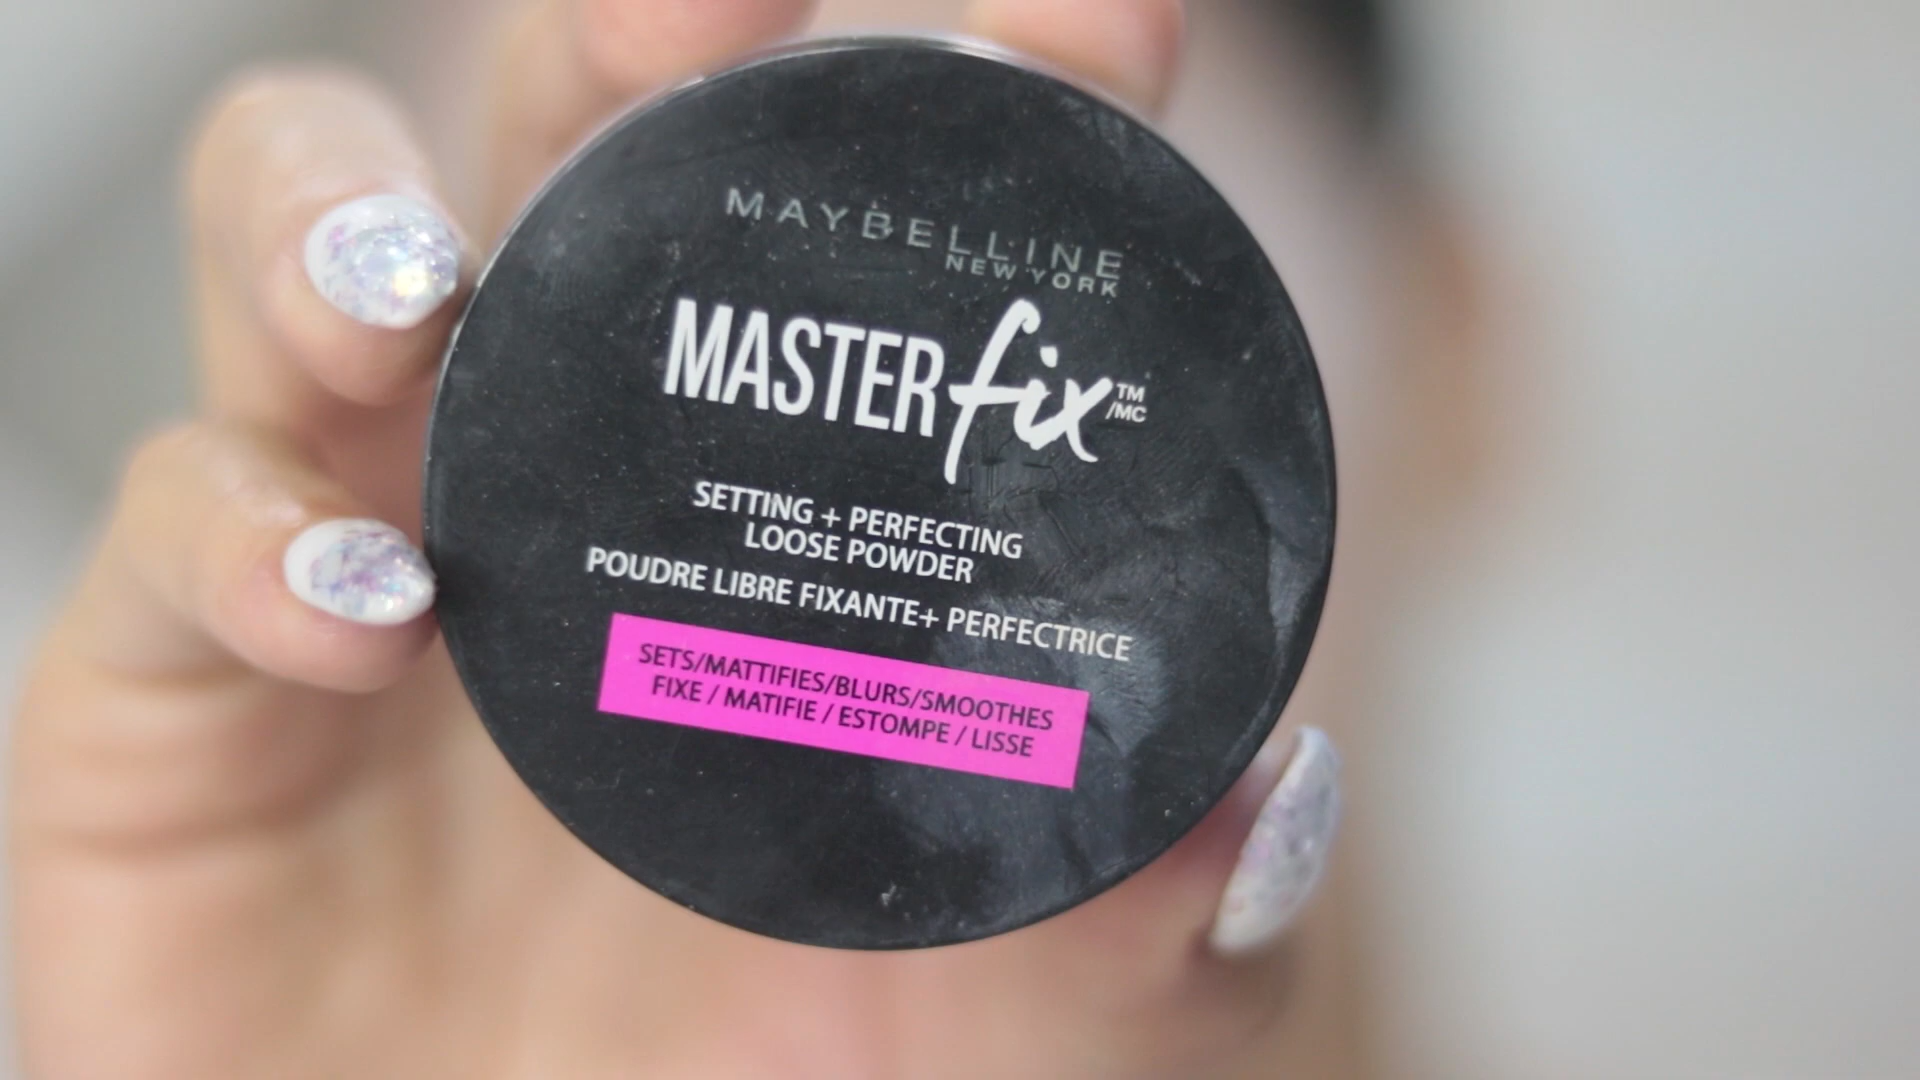 MAYBELLINE
NEW YORK
MASTER fix™/MC
SETTING + PERFECTING
LOOSE POWDER
POUDRE LIBRE FIXANTE+ PERFECTRICE
SETS/MATTIFIES/BLURS/SMOOTHES
FIXE / MATIFIE / ESTOMPE / LISSE